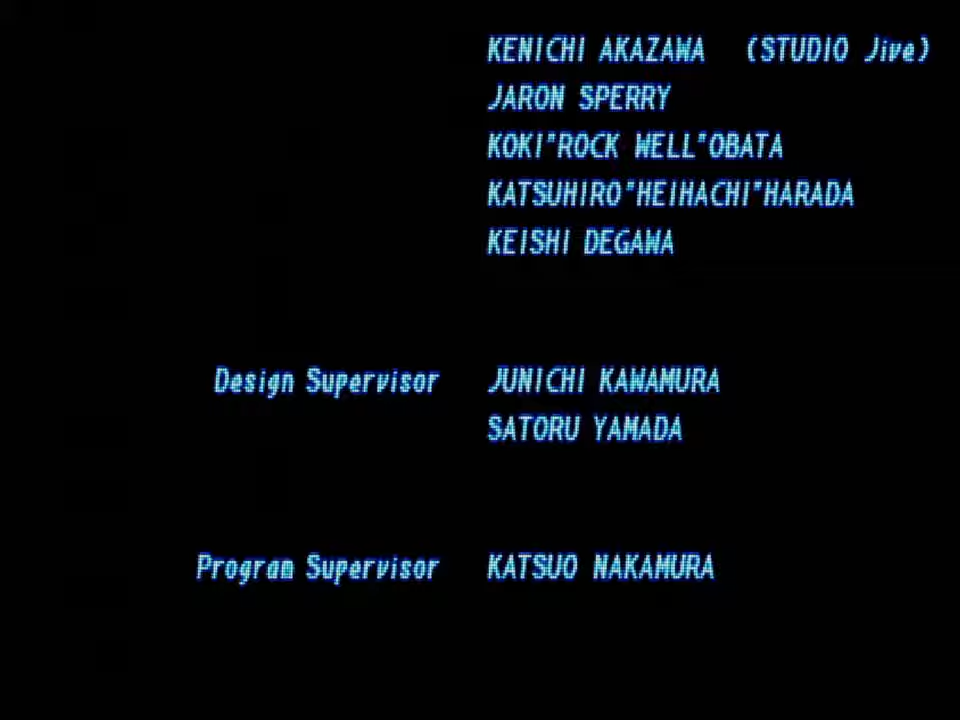 KENICHI AKAZAWA (STUDIO Jive)
JARON SPERRY
KOKI"ROCK WELL"OBATA
KATSUHIRO"HEIHACHI"HARADA
KEISHI DEGAWA
Design Supervisor JUNICHI KAWAMURA
SATORU YAMADA
Program Supervisor KATSUO NAKAMURA